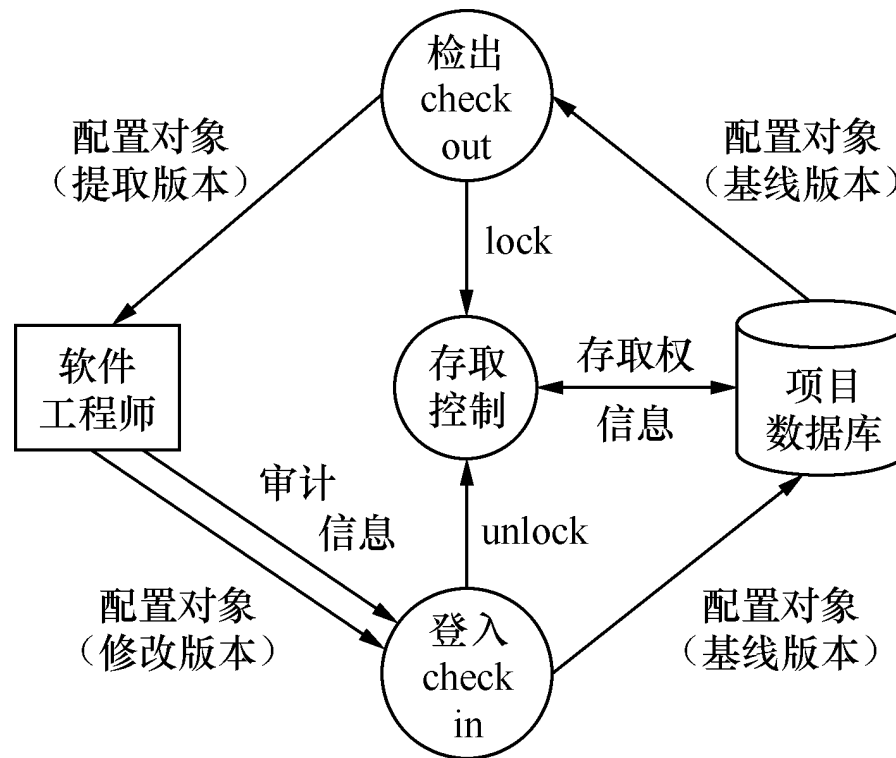 检出
check
out
配置对象
（提取版本）
配置对象
（基线版本）
lock
软件
工程师
存取
控制
存取权
信息
项目
数据库
审计
信息
unlock
配置对象
（修改版本）
登入
check
in
配置对象
（基线版本）